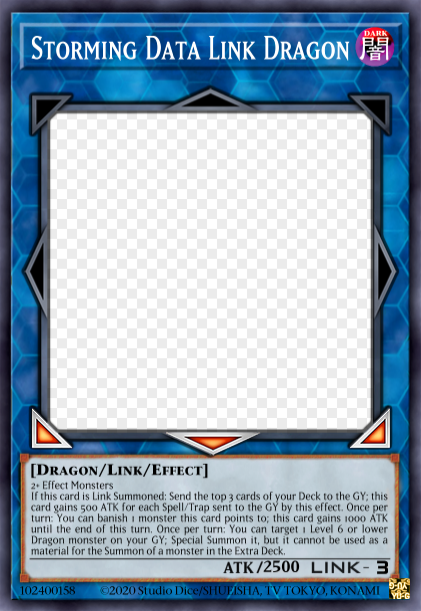 Storming Data Link Dragon
DARK
闇
[Dragon/Link/Effect]
2+ Effect Monsters
If this card is Link Summoned: Send the top 3 cards of your Deck to the GY; this
card gains 500 ATK for each Spell/Trap sent to the GY by this effect. Once per
turn: You can banish 1 monster this card points to; this card gains 1000 ATK
until the end of this turn. Once per turn: You can target 1 Level 6 or lower
Dragon monster on your GY; Special Summon it, but it cannot be used as a
material for the Summon of a monster in the Extra Deck.
ATK/2500 LINK-3
102400158 ©2020 Studio Dice/SHUEISHA, TV TOKYO, KONAMI